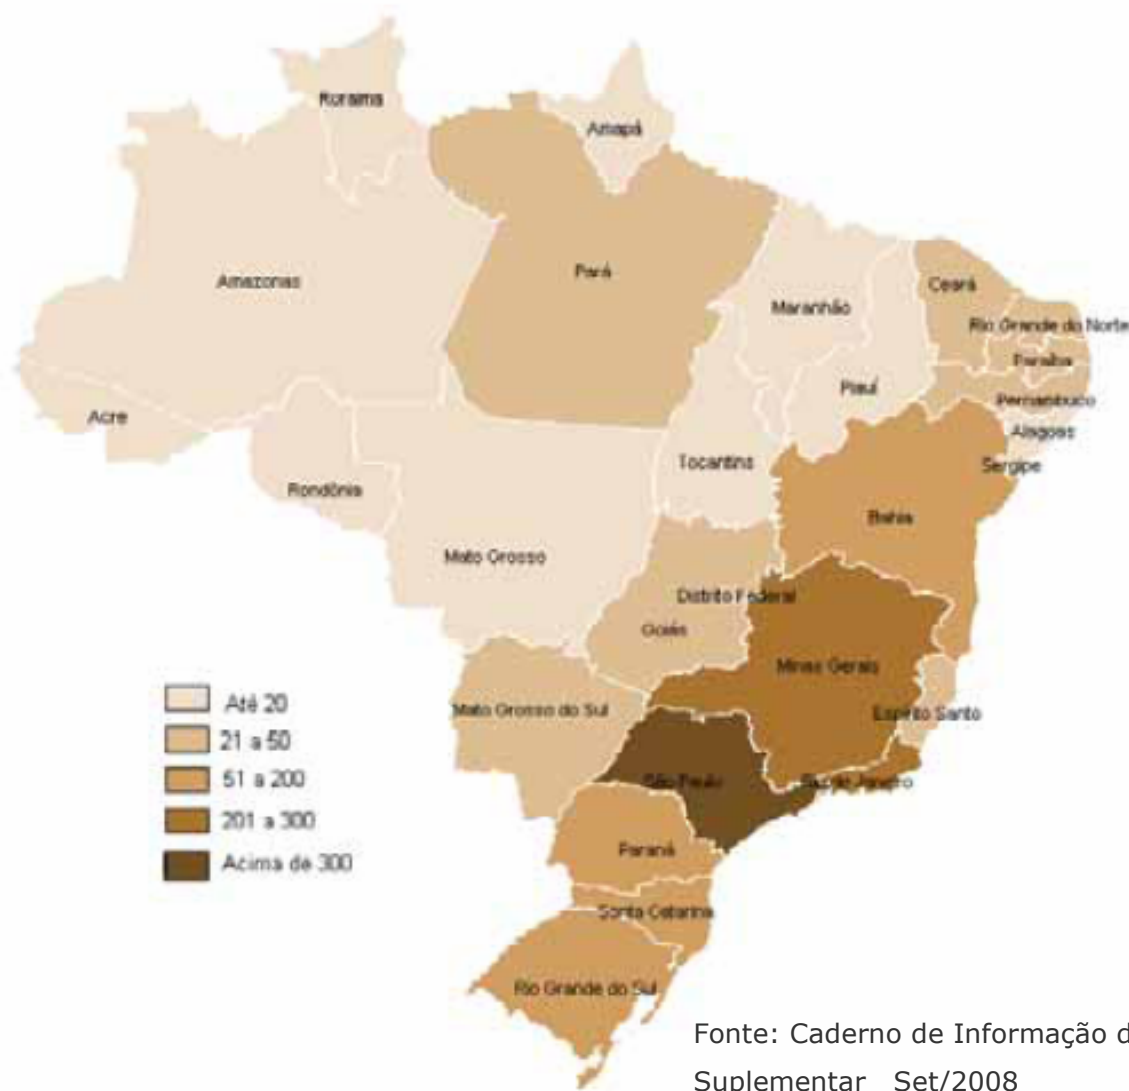 Roraima
Amapá
Amazonas
Pará
Ceará
Maranhão
Rio Grande do Norte
Paraíba
Piauí
Pernambuco
Acre
Alagoas
Tocantins
Sergipe
Rondônia
Bahia
Mato Grosso
Distrito Federal
Goiás
Minas Gerais
Mato Grosso do Sul
Espírito Santo
São Paulo
Rio de Janeiro
Paraná
Santa Catarina
Rio Grande do Sul
Até 20
21 a 50
51 a 200
201 a 300
Acima de 300
Fonte: Caderno de Informação d
Suplementar Set/2008